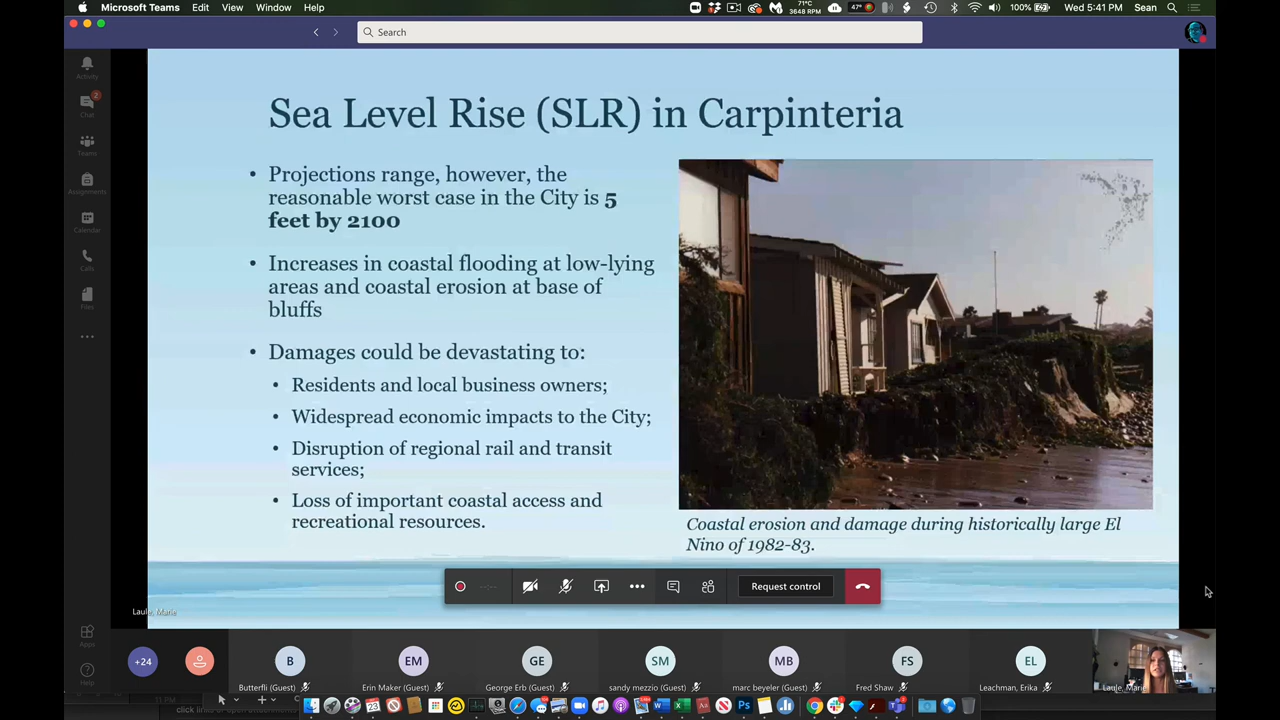 Microsoft Teams Edit View Window Help
71°C
3648 RPM
47°
100%
Wed 5:41 PM Sean
Search
Activity
2
Chat
Teams
Assignments
Calendar
Calls
Files
Apps
Help
Sea Level Rise (SLR) in Carpinteria
• Projections range, however, the
reasonable worst case in the City is 5
feet by 2100
• Increases in coastal flooding at low-lying
areas and coastal erosion at base of
bluffs
• Damages could be devastating to:
• Residents and local business owners;
• Widespread economic impacts to the City;
• Disruption of regional rail and transit
services;
• Loss of important coastal access and
recreational resources.
Coastal erosion and damage during historically large El
Nino of 1982-83.
--:--
Request control
Laule, Marie
+24
B
EM
GE
SM
MB
FS
EL
Butterfli (Guest)
Erin Maker (Guest)
George Erb (Guest)
sandy mezzio (Guest)
marc beyeler (Guest)
Fred Shaw
Leachman, Erika
Laule, Marie
11 PM
23